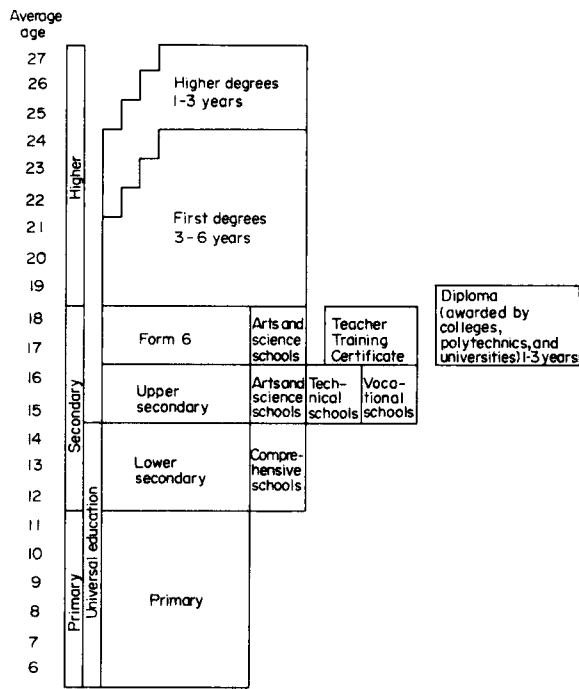 Average
age
27
26
25
24
23
22
21
20
19
18
17
16
15
14
13
12
11
10
9
8
7
6
Higher
Secondary
Primary
Universal education
Higher degrees
1-3 years
First degrees
3-6 years
Form 6
Arts and
science
schools
Teacher
Training
Certificate
Diploma
(awarded by
colleges,
polytechnics, and
universities) 1-3 years
Upper
secondary
Arts and
science
schools
Tech-
nical
schools
Voca-
tional
schools
Lower
secondary
Compre-
hensive
schools
Primary